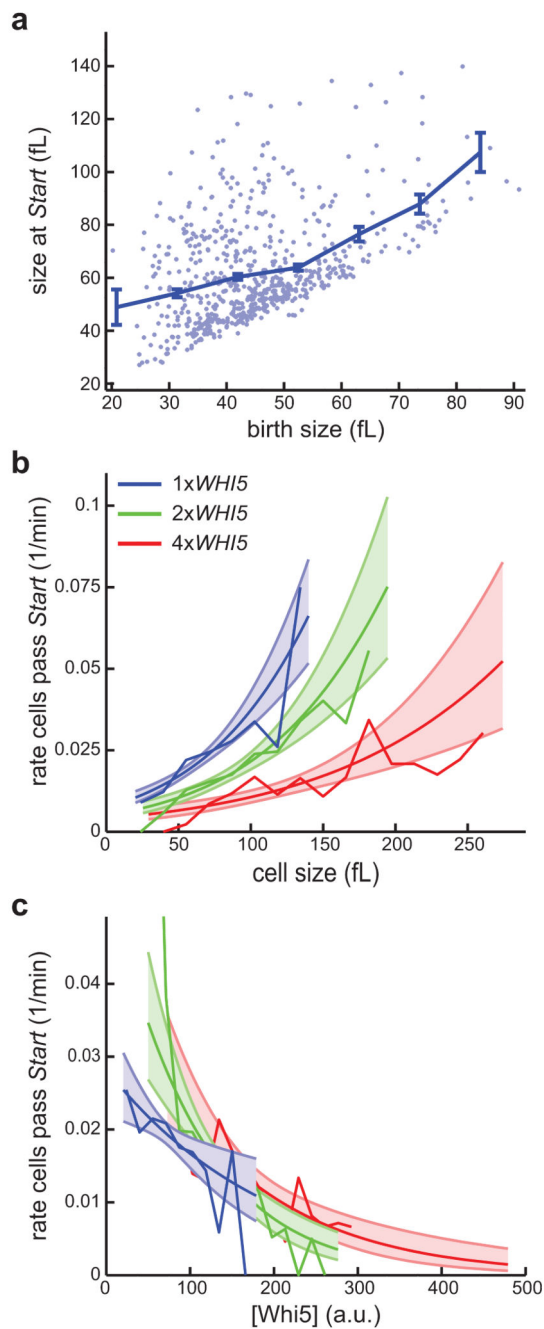 a
size at Start (fL)
140
120
100
80
60
40
20
20 30 40 50 60 70 80 90
birth size (fL)
b
rate cells pass Start (1/min)
0.1
0.075
0.05
0.025
0
1xWHI5
2xWHI5
4xWHI5
0 50 100 150 200 250
cell size (fL)
c
rate cells pass Start (1/min)
0.04
0.03
0.02
0.01
0
0 100 200 300 400 500
[Whi5] (a.u.)